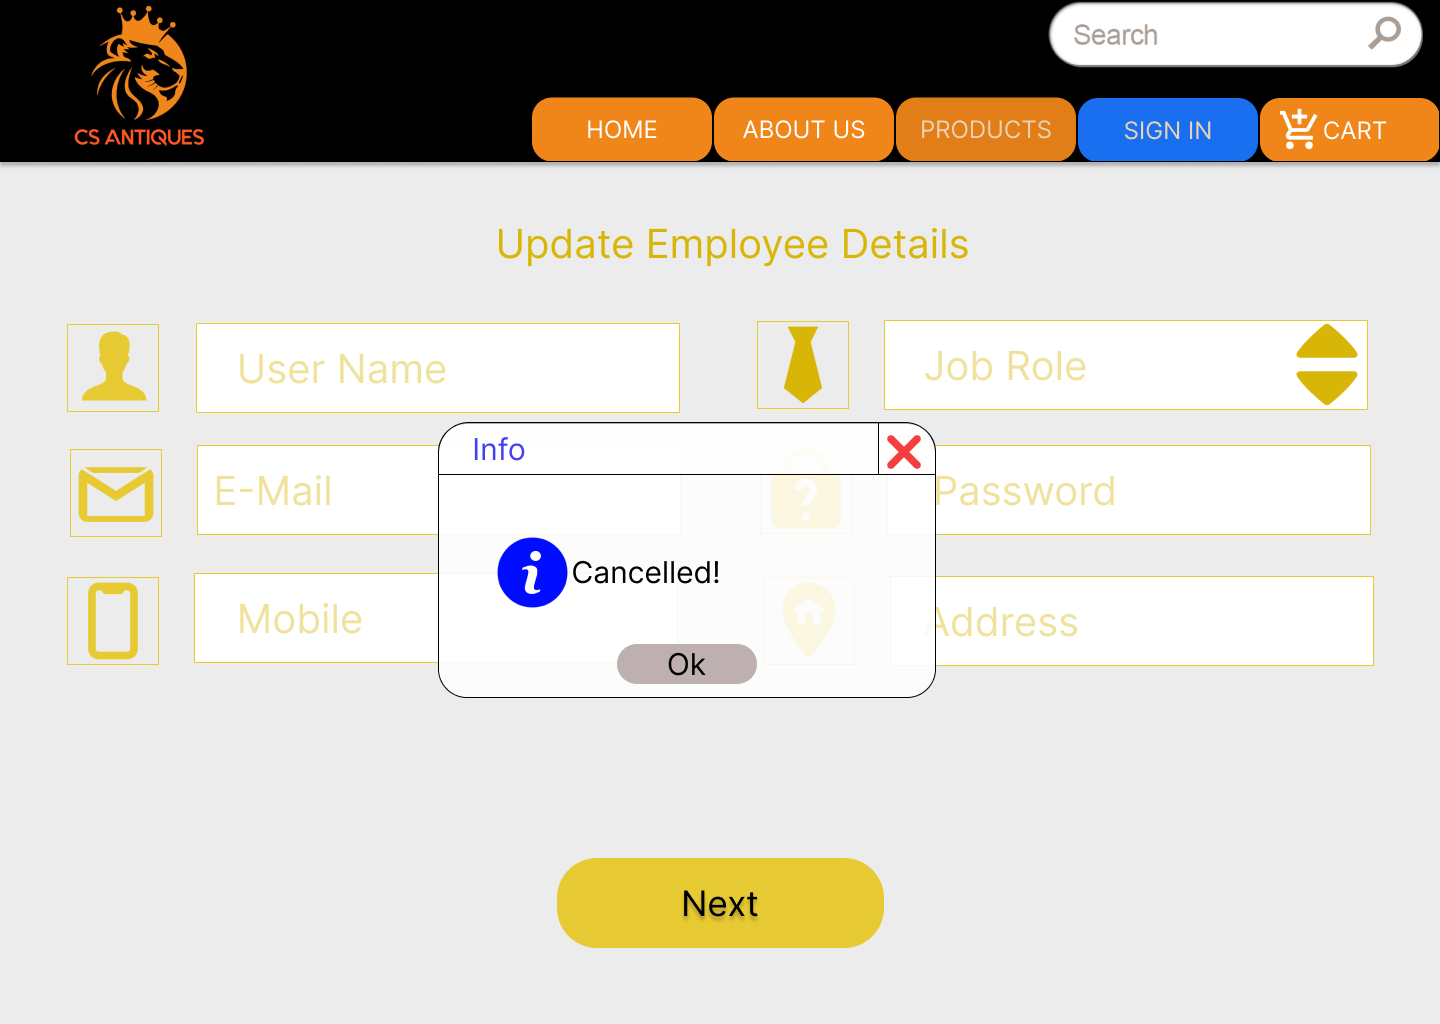 Search
CS ANTIQUES
HOME
ABOUT US
PRODUCTS
SIGN IN
CART
Update Employee Details
User Name
Job Role
Info
E-Mail
Password
Cancelled!
Mobile
Address
Ok
Next